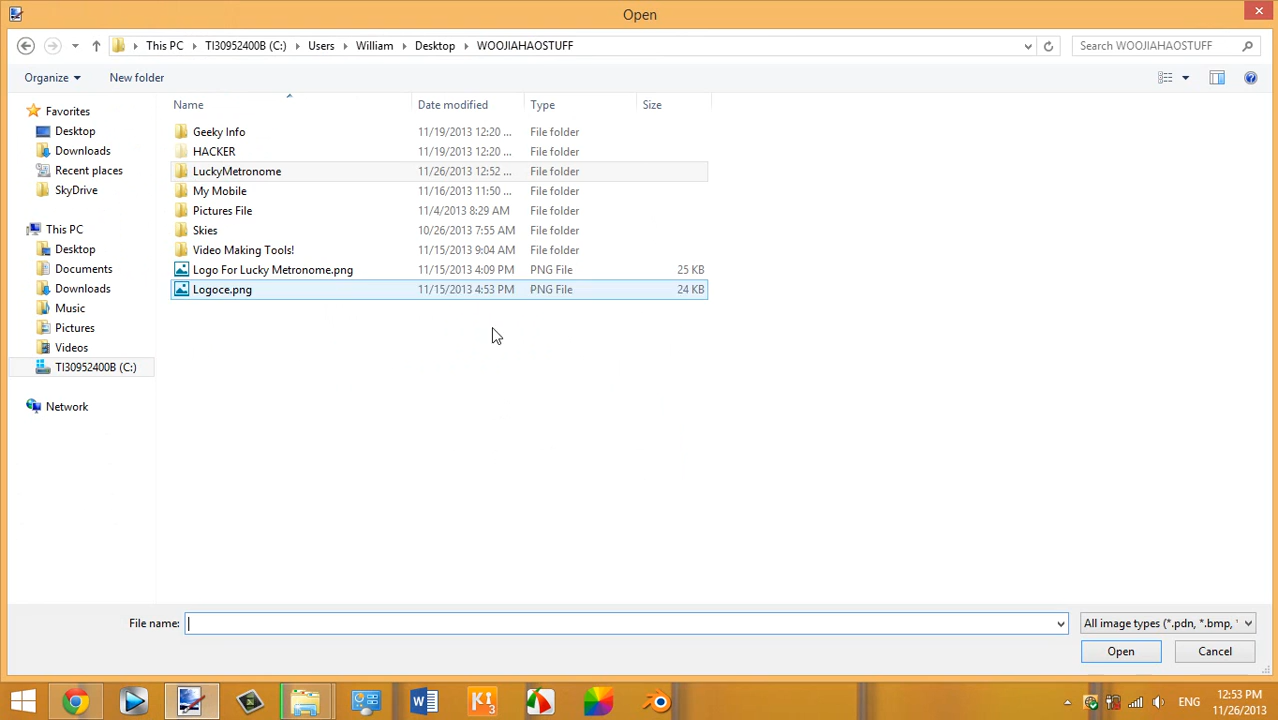 Open
This PC
TI30952400B (C:)
Users
William
Desktop
WOOJIAHAOSTUFF
Search WOOJIAHAOSTUFF
Organize
New folder
Name
Date modified
Type
Size
Favorites
Desktop
Downloads
Recent places
SkyDrive
This PC
Desktop
Documents
Downloads
Music
Pictures
Videos
TI30952400B (C:)
Network
Geeky Info 11/19/2013 12:20 ... File folder
HACKER 11/19/2013 12:20 ... File folder
LuckyMetronome 11/26/2013 12:52 ... File folder
My Mobile 11/16/2013 11:50 ... File folder
Pictures File 11/4/2013 8:29 AM File folder
Skies 10/26/2013 7:55 AM File folder
Video Making Tools! 11/15/2013 9:04 AM File folder
Logo For Lucky Metronome.png 11/15/2013 4:09 PM PNG File 25 KB
Logoce.png 11/15/2013 4:53 PM PNG File 24 KB
File name:
All image types (*.pdn, *.bmp, '
Open
Cancel
W
K1
ENG
12:53 PM
11/26/2013